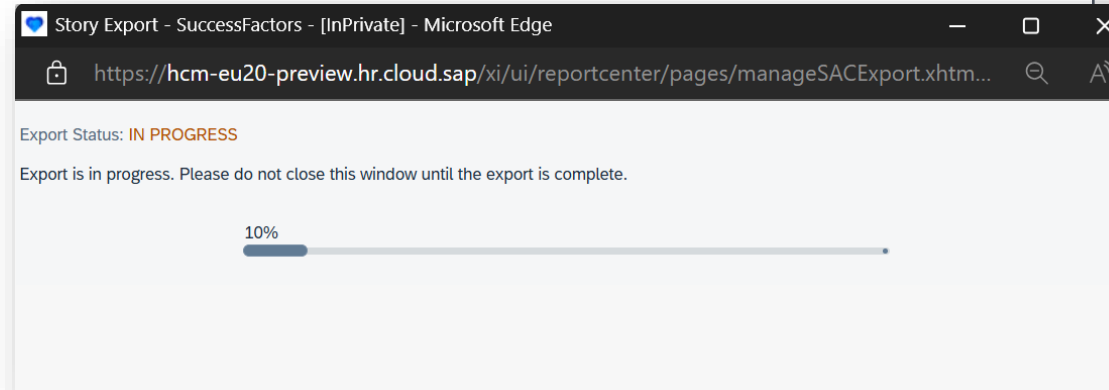 Story Export - SuccessFactors - [InPrivate] - Microsoft Edge
https://hcm-eu20-preview.hr.cloud.sap/xi/ui/reportcenter/pages/manageSACExport.xhtm...
Export Status: IN PROGRESS
Export is in progress. Please do not close this window until the export is complete.
10%